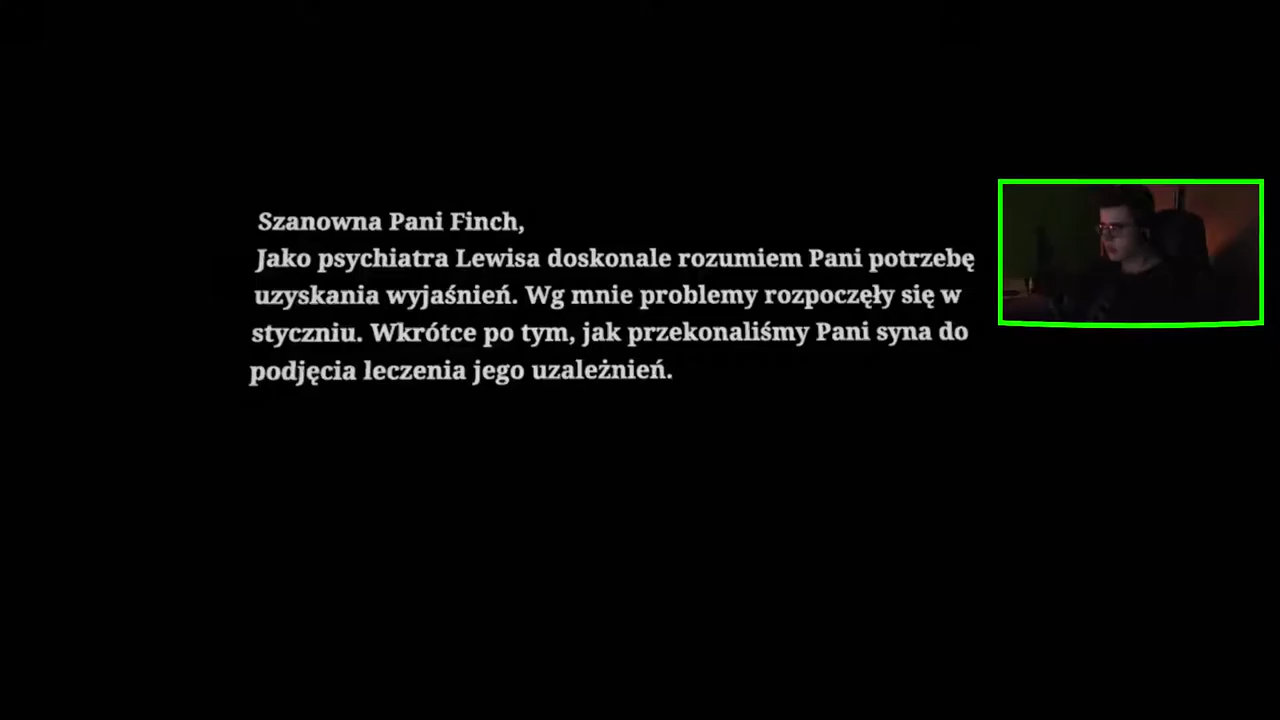 Szanowna Pani Finch,
Jako psychiatra Lewisa doskonale rozumiem Pani potrzebę
uzyskania wyjaśnień. Wg mnie problemy rozpoczęły się w
styczniu. Wkrótce po tym, jak przekonaliśmy Pani syna do
podjęcia leczenia jego uzależnień.